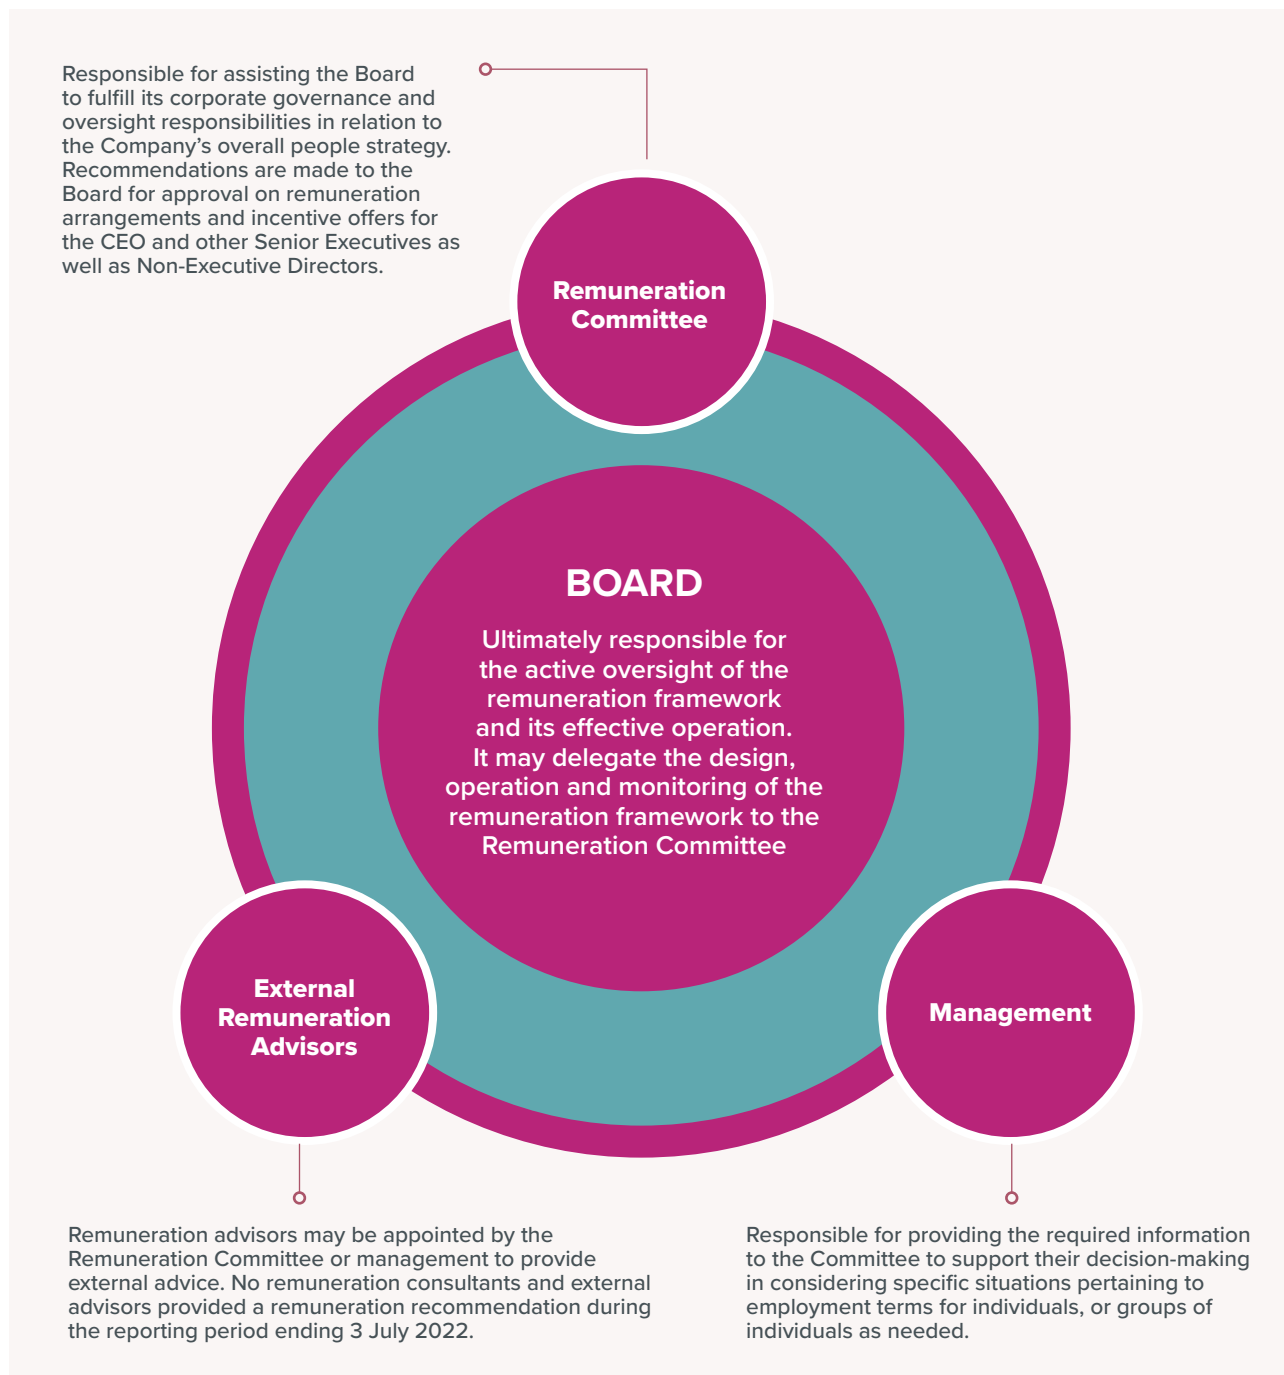 Responsible for assisting the Board
to fulfill its corporate governance and
oversight responsibilities in relation to
the Company’s overall people strategy.
Recommendations are made to the
Board for approval on remuneration
arrangements and incentive offers for
the CEO and other Senior Executives as
well as Non-Executive Directors.
Remuneration
Committee
BOARD
Ultimately responsible for
the active oversight of the
remuneration framework
and its effective operation.
It may delegate the design,
operation and monitoring of the
remuneration framework to the
Remuneration Committee
External
Remuneration
Advisors
Management
Remuneration advisors may be appointed by the
Remuneration Committee or management to provide
external advice. No remuneration consultants and external
advisors provided a remuneration recommendation during
the reporting period ending 3 July 2022.
Responsible for providing the required information
to the Committee to support their decision-making
in considering specific situations pertaining to
employment terms for individuals, or groups of
individuals as needed.